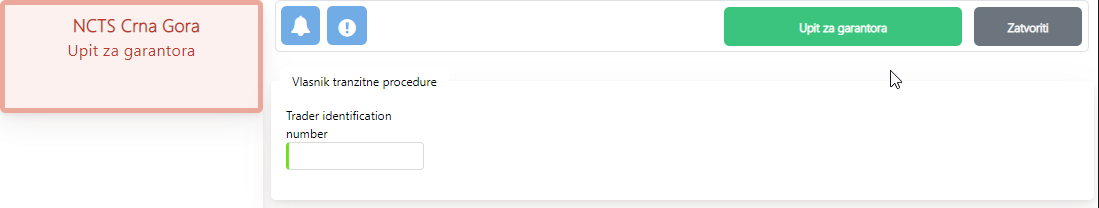 NCTS Crna Gora
Upit za garantora
Upit za garantora
Zatvoriti
Vlasnik tranzitne procedure
Trader identification
number